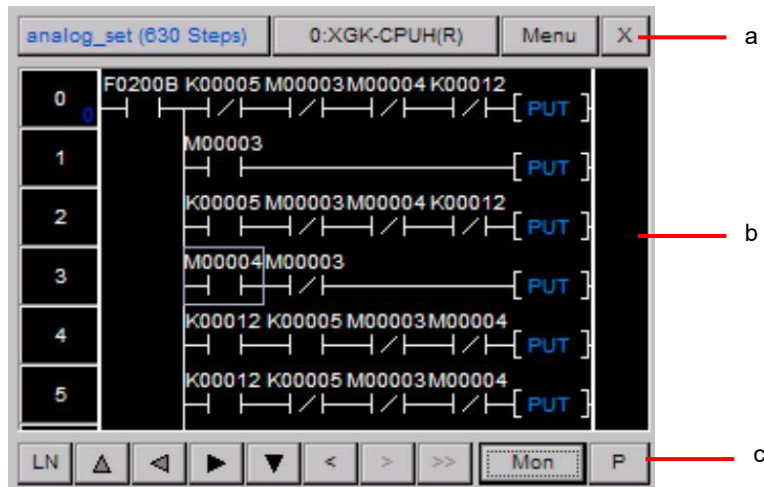 analog_set (630 Steps) 0:XGK-CPUH(R) Menu X
a
F0200B K00005 M00003 M00004 K00012
0 0 PUT
M00003
1 PUT
K00005 M00003 M00004 K00012
2 PUT
b
M00004 M00003
3 PUT
K00012 K00005 M00003 M00004
4 PUT
K00012 K00005 M00003 M00004
5 PUT
LN < > >> Mon P
c